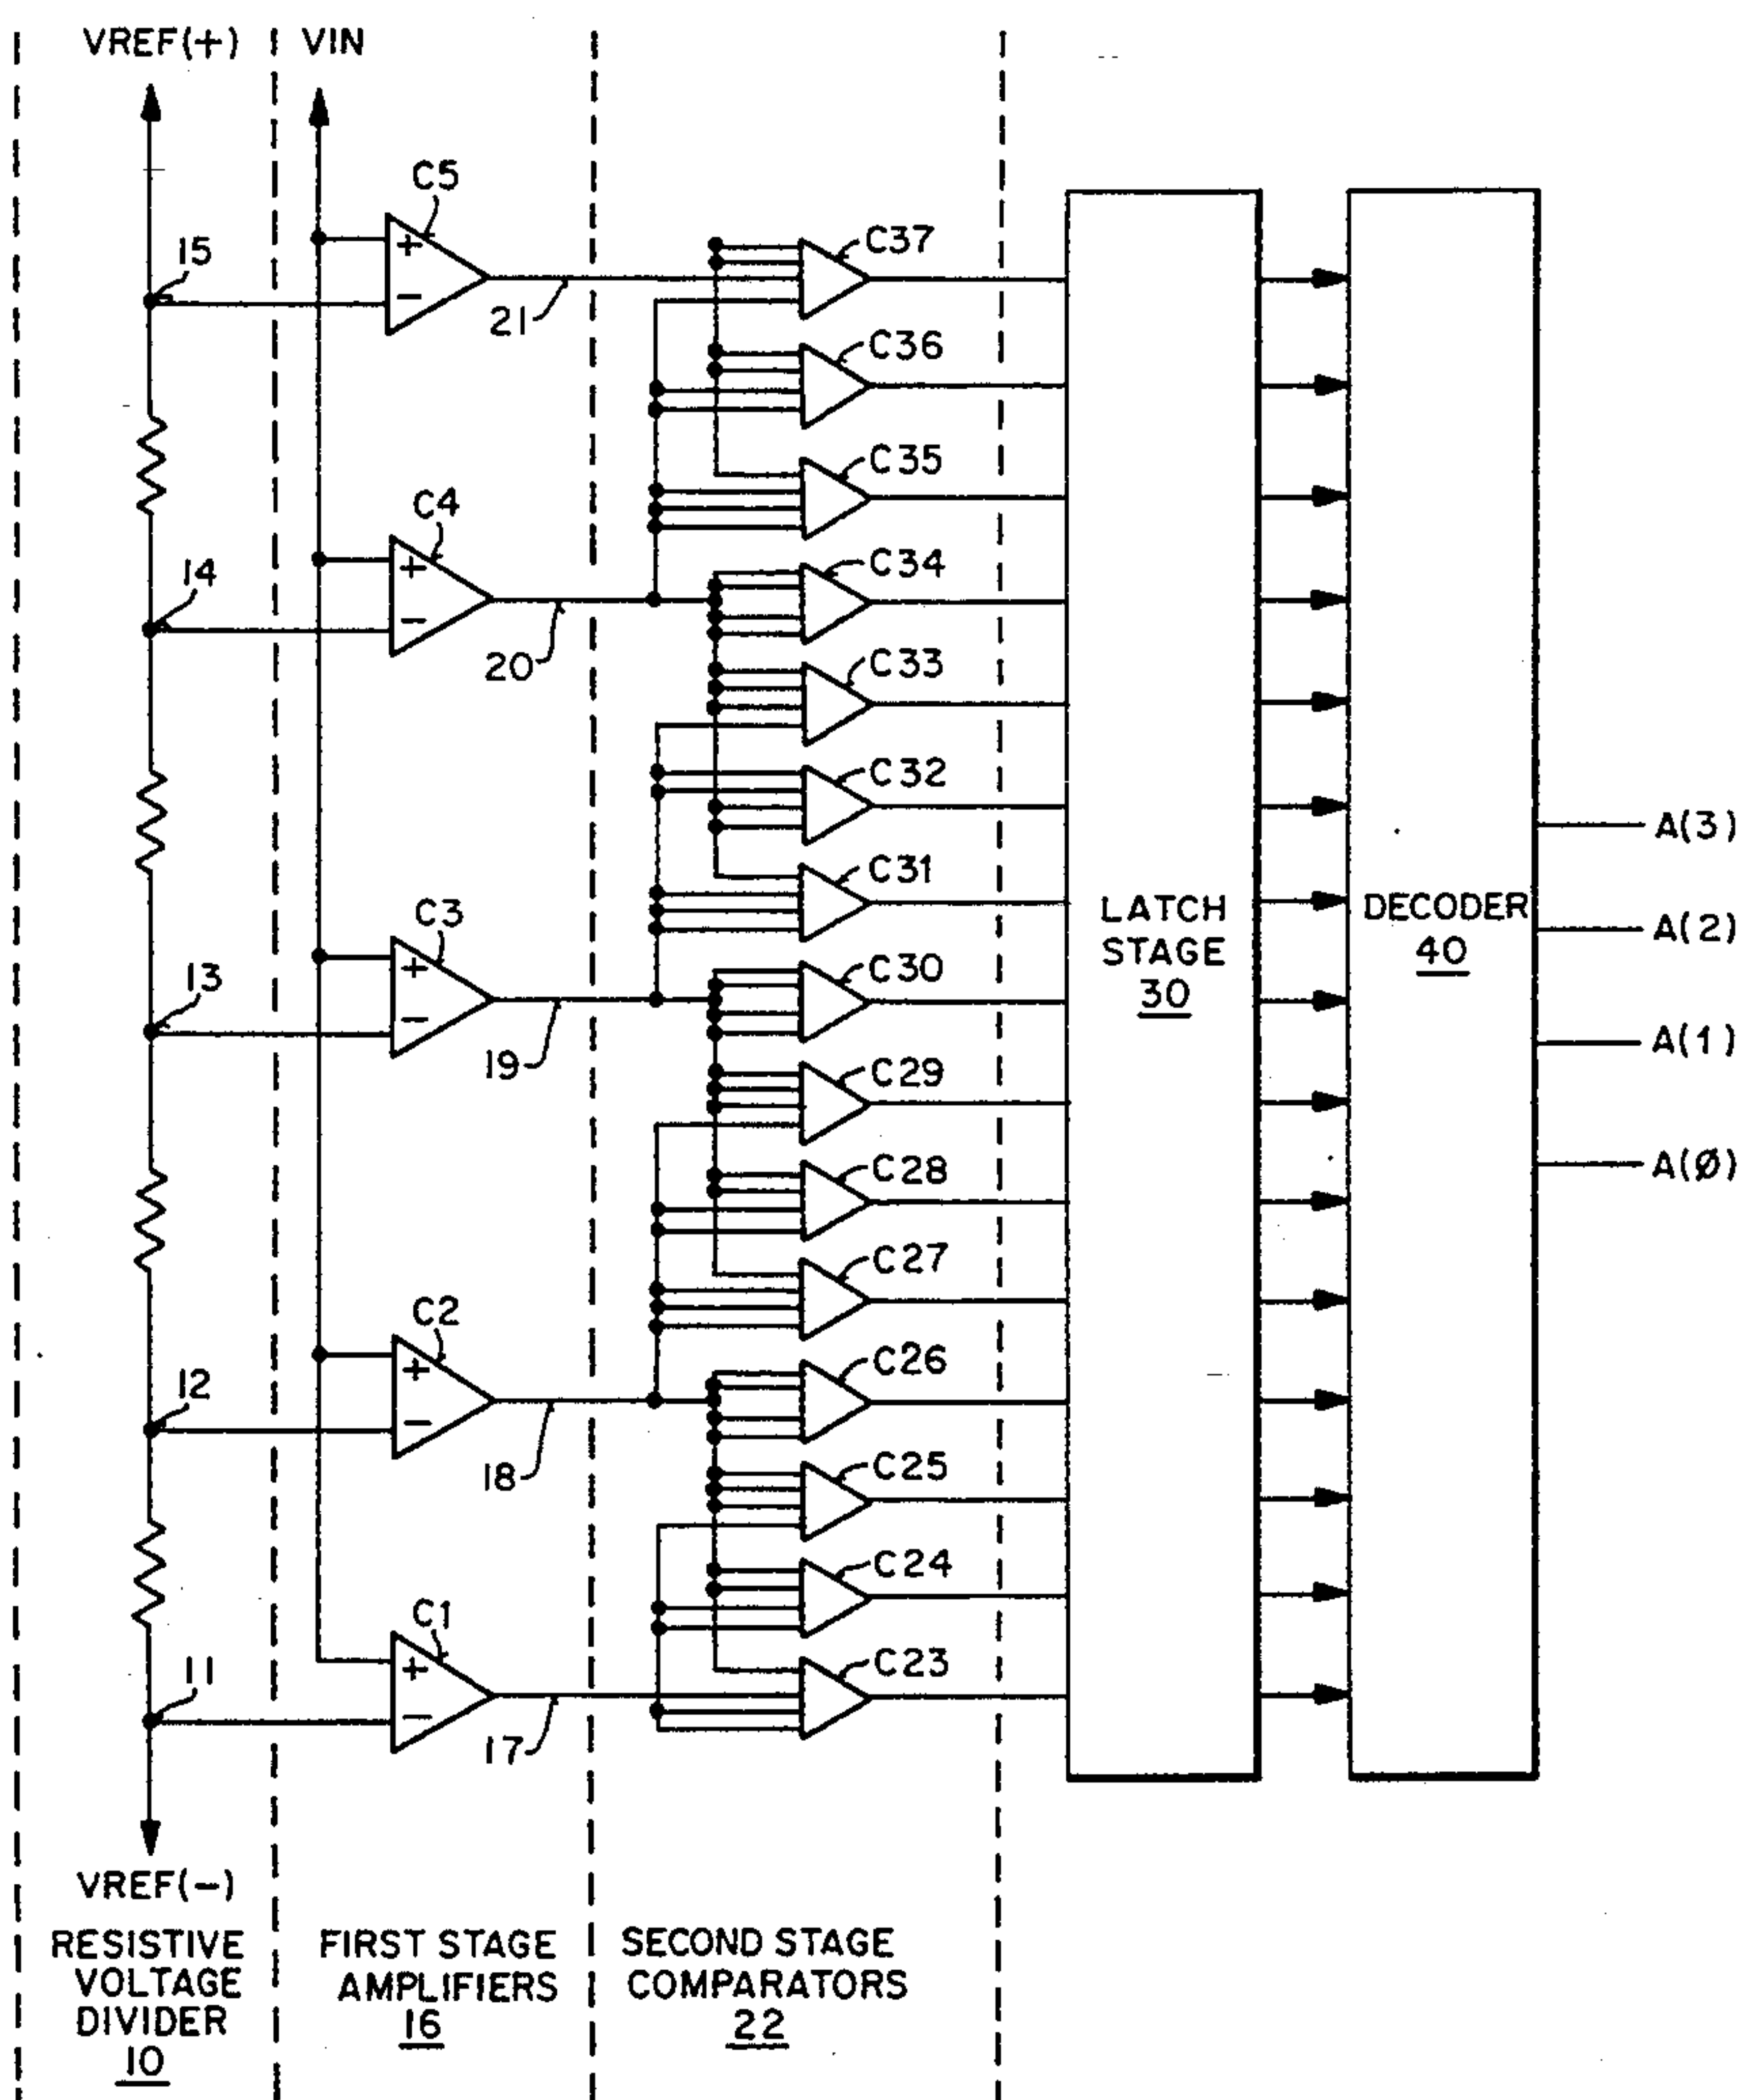 VREF(+)
VIN
C5
15
21
C37
C36
C35
C4
14
20
C34
C33
C32
C31
C3
13
19
C30
C29
C28
C27
C2
12
18
C26
C25
C24
C1
11
17
C23
LATCH
STAGE
30
DECODER
40
A(3)
A(2)
A(1)
A(Ø)
VREF(−)
RESISTIVE
VOLTAGE
DIVIDER
10
FIRST STAGE
AMPLIFIERS
16
SECOND STAGE
COMPARATORS
22